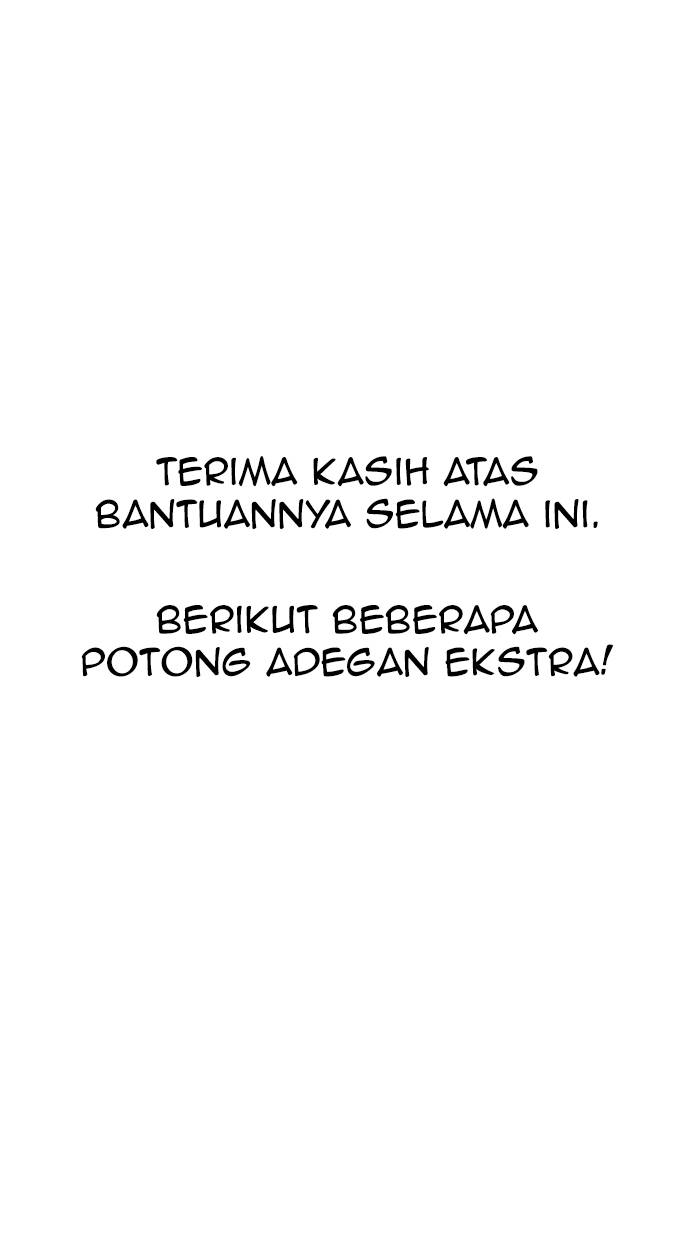 TERIMA KASIH ATAS
BANTUANNYA SELAMA INI.
BERIKUT BEBERAPA
POTONG ADEGAN EKSTRA!